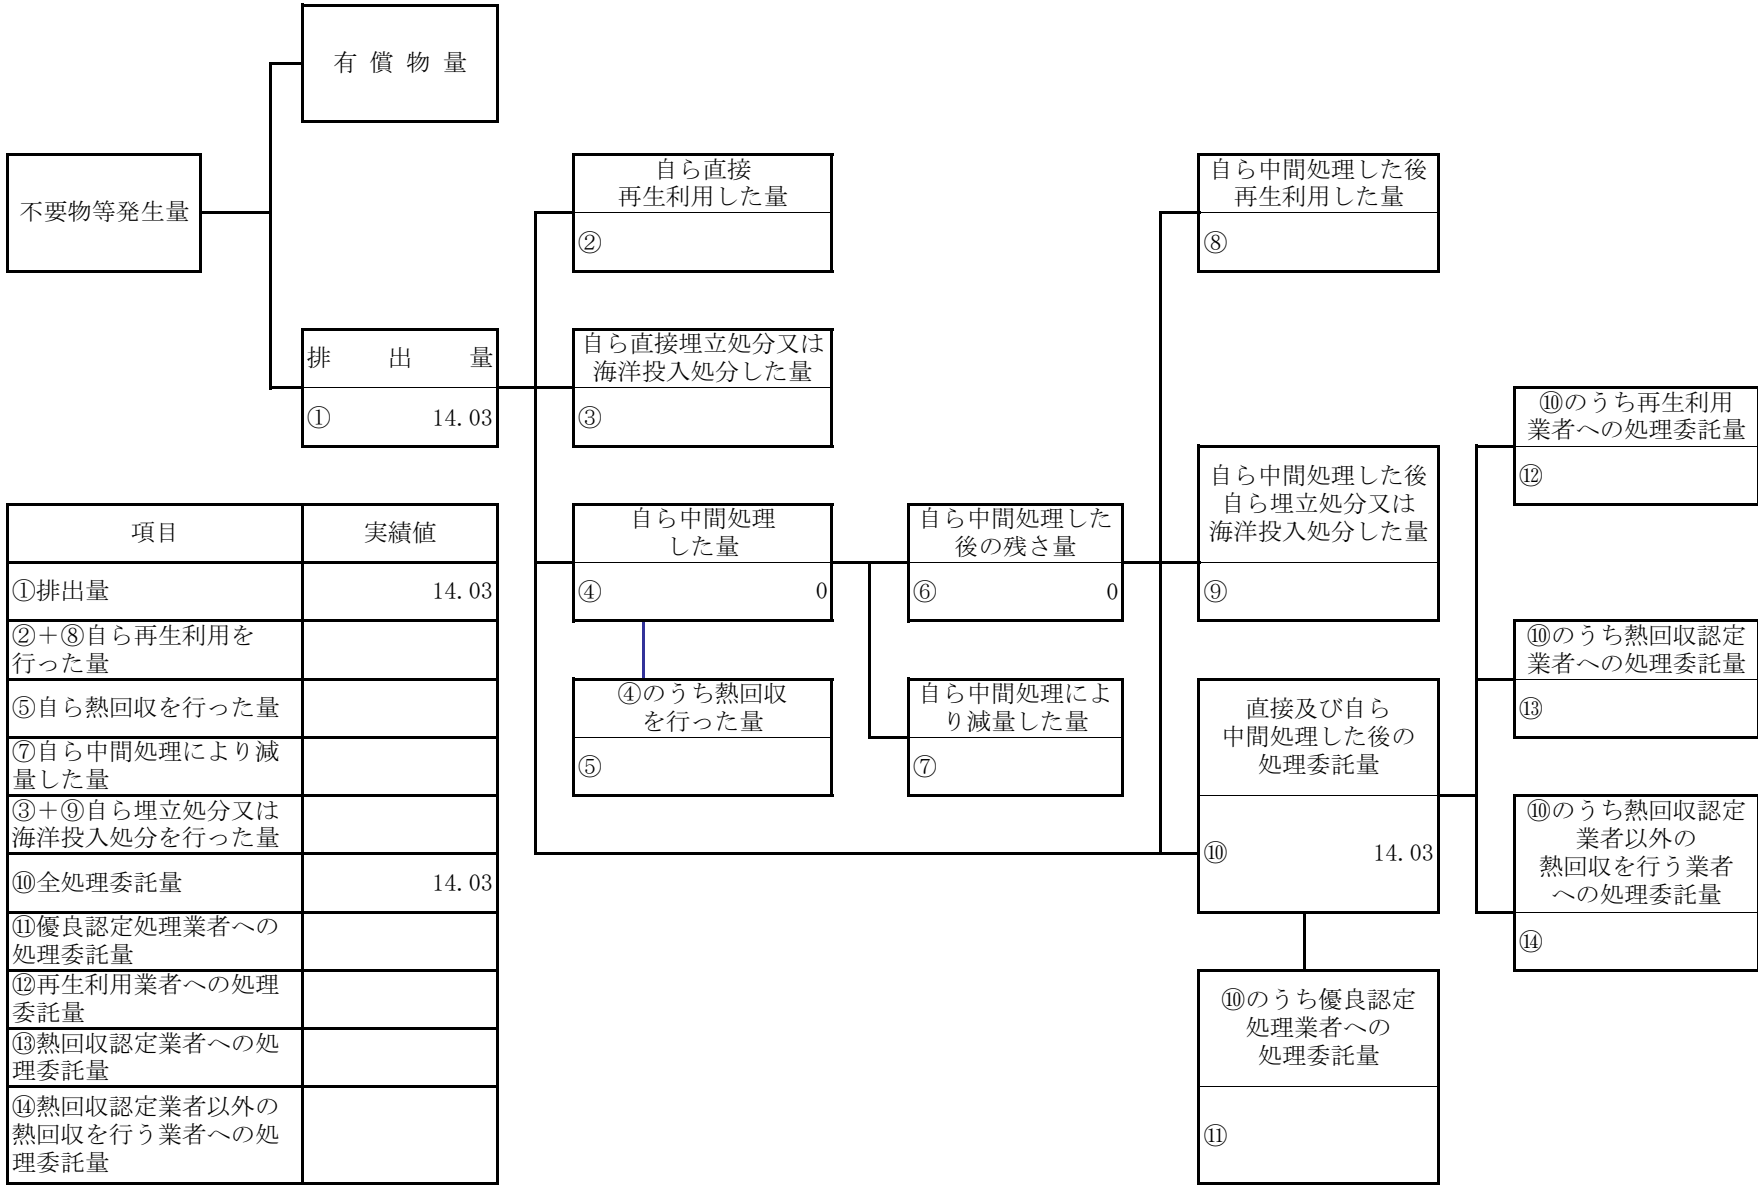 有償物量
不要物等発生量
排出量
① 14.03
自ら直接
再生利用した量
②
自ら直接埋立処分又は
海洋投入処分した量
③
自ら中間処理
した量
④ 0
④のうち熱回収
を行った量
⑤
自ら中間処理した
後の残さ量
⑥ 0
自ら中間処理によ
り減量した量
⑦
自ら中間処理した後
再生利用した量
⑧
自ら中間処理した後
自ら埋立処分又は
海洋投入処分した量
⑨
直接及び自ら
中間処理した後の
処理委託量
⑩ 14.03
⑩のうち優良認定
処理業者への
処理委託量
⑪
⑩のうち再生利用
業者への処理委託量
⑫
⑩のうち熱回収認定
業者への処理委託量
⑬
⑩のうち熱回収認定
業者以外の
熱回収を行う業者
への処理委託量
⑭
項目 実績値
①排出量 14.03
②＋⑧自ら再生利用を
行った量
⑤自ら熱回収を行った量
⑦自ら中間処理により減
量した量
③＋⑨自ら埋立処分又は
海洋投入処分を行った量
⑩全処理委託量 14.03
⑪優良認定処理業者への
処理委託量
⑫再生利用業者への処理
委託量
⑬熱回収認定業者への処
理委託量
⑭熱回収認定業者以外の
熱回収を行う業者への処
理委託量